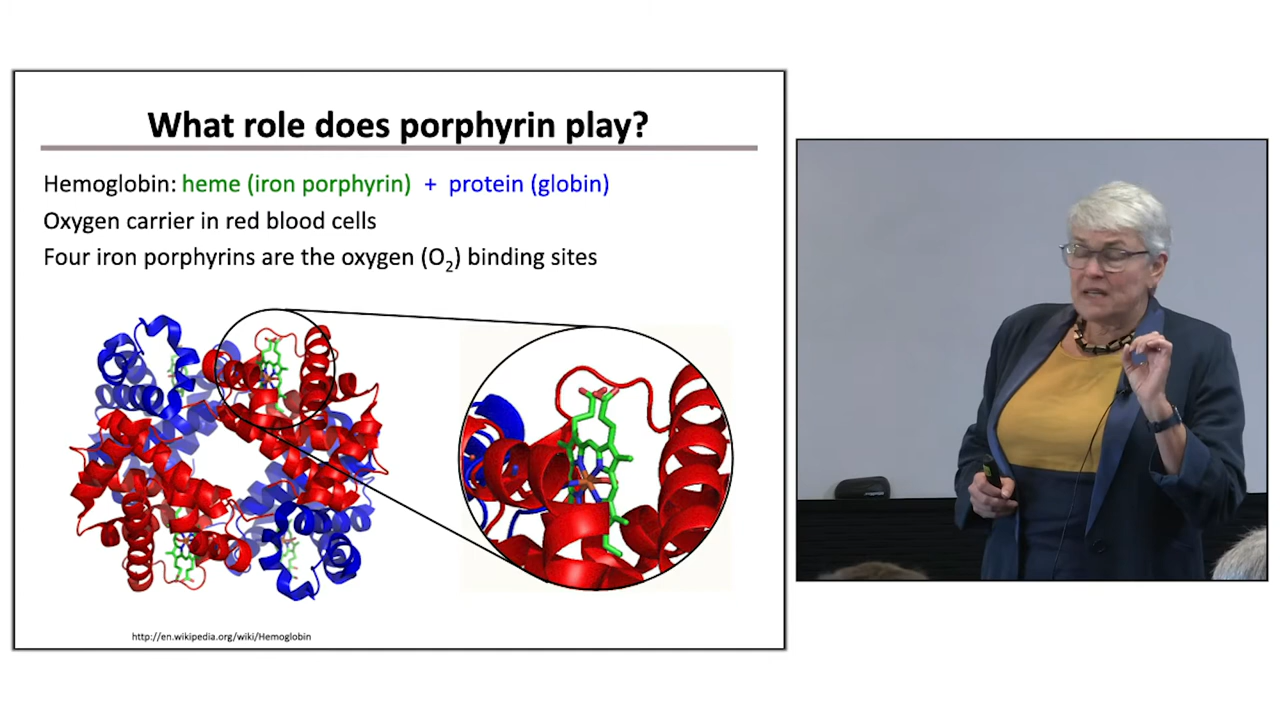 What role does porphyrin play?
Hemoglobin: heme (iron porphyrin) + protein (globin)
Oxygen carrier in red blood cells
Four iron porphyrins are the oxygen (O₂) binding sites
http://en.wikipedia.org/wiki/Hemoglobin